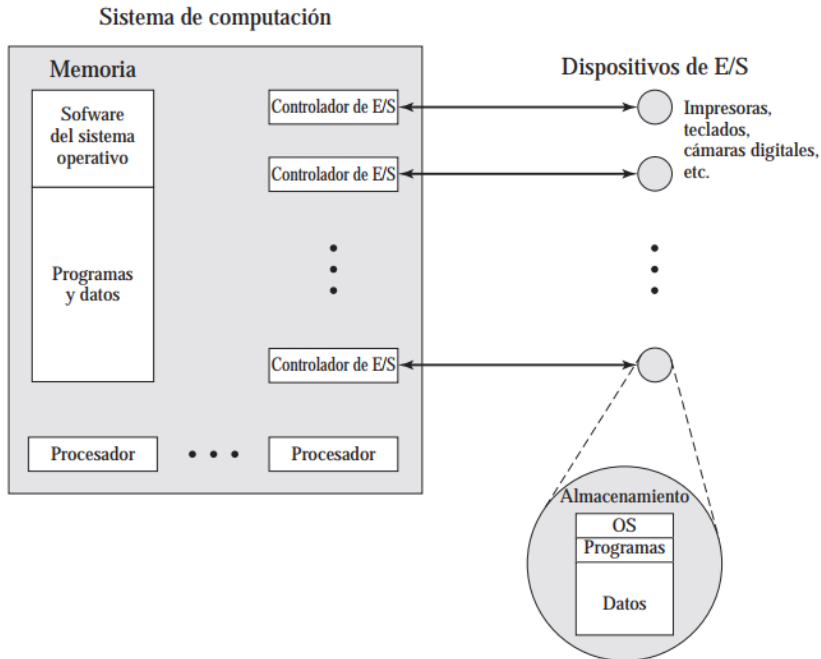 Sistema de computación
Memoria
Sofware
del sistema
operativo
Programas
y datos
Controlador de E/S
Controlador de E/S
Controlador de E/S
Procesador
Procesador
Dispositivos de E/S
Impresoras,
teclados,
cámaras digitales,
etc.
Almacenamiento
OS
Programas
Datos